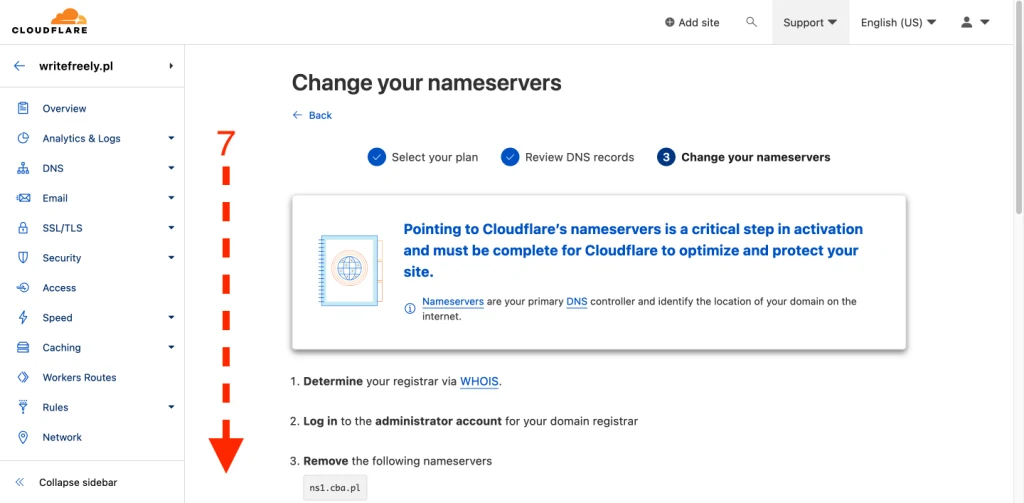 CLOUDFLARE
Add site
Support
English (US)
writefreely.pl
Overview
Analytics & Logs
DNS
Email
SSL/TLS
Security
Access
Speed
Caching
Workers Routes
Rules
Network
Collapse sidebar
7
Change your nameservers
Back
Select your plan
Review DNS records
3 Change your nameservers
Pointing to Cloudflare’s nameservers is a critical step in activation
and must be complete for Cloudflare to optimize and protect your
site.
Nameservers are your primary DNS controller and identify the location of your domain on the
internet.
1. Determine your registrar via WHOIS.
2. Log in to the administrator account for your domain registrar
3. Remove the following nameservers
ns1.cba.pl